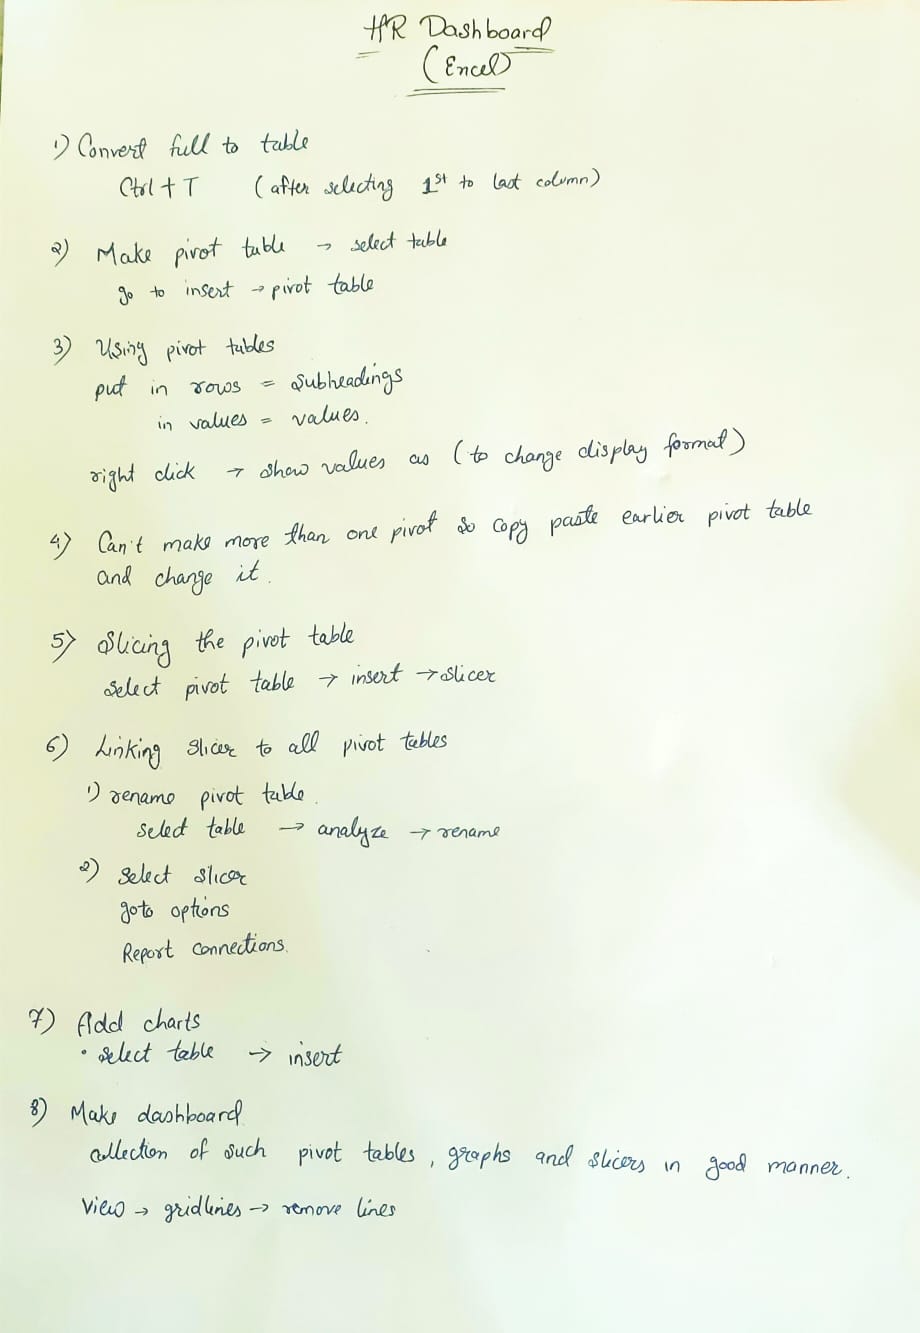 HR Dashboard
(Excel)
1) Convert full to table
Ctrl + T (after selecting 1st to last column)
2) Make pivot table → select table
go to insert → pivot table
3) Using pivot tables
put in rows = subheadings
in values = values.
right click → show values as (to change display format)
4) Can't make more than one pivot so copy paste earlier pivot table
and change it.
5) Slicing the pivot table
select pivot table → insert → slicer
6) Linking slicer to all pivot tables
1) rename pivot table.
select table → analyze → rename
2) select slicer
goto options
Report connections.
7) Add charts
• select table → insert
8) Make dashboard
collection of such pivot tables, graphs and slicers in good manner.
View → gridlines → remove lines